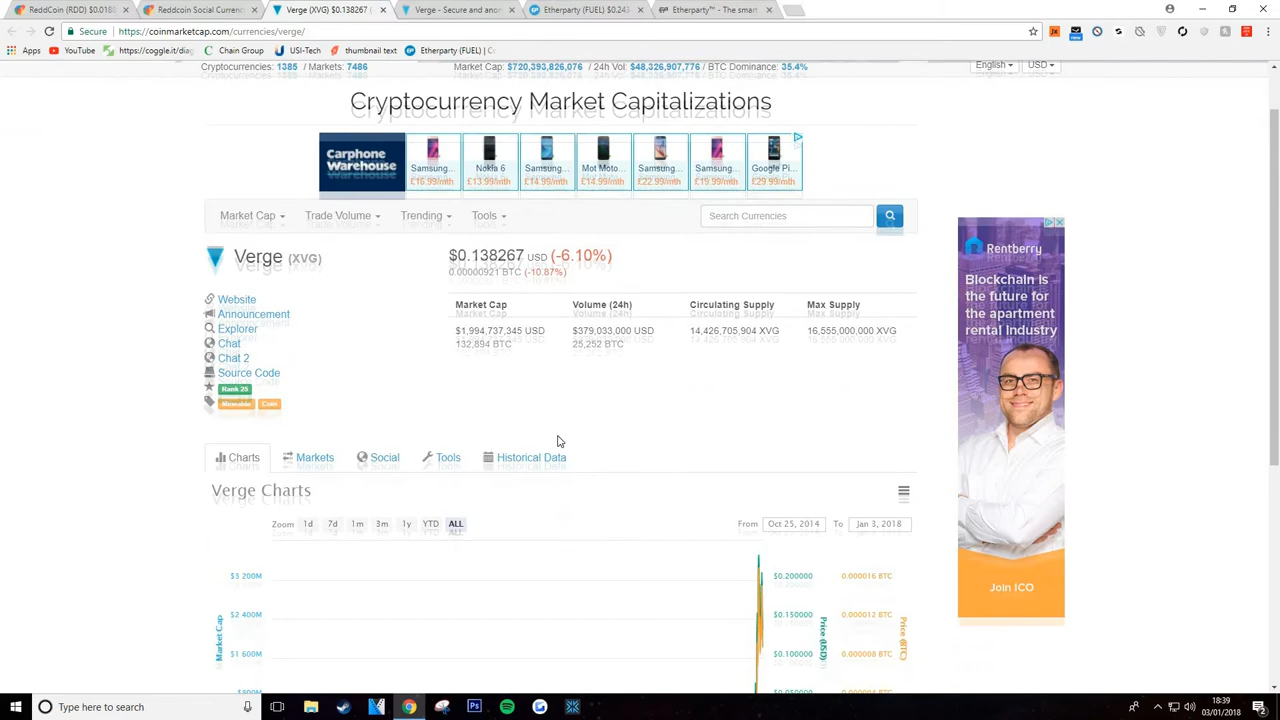 ReddCoin (RDD) $0.0188
Reddcoin Social Currenc
Verge (XVG) $0.138267
Verge - Secure and anon
Etherparty (FUEL) $0.243
Etherparty™ - The smart
Secure
https://coinmarketcap.com/currencies/verge/
Apps
YouTube
https://coggle.it/diag
Chain Group
USI-Tech
thumbnail text
Etherparty (FUEL) | Co
Cryptocurrencies: 1385 / Markets: 7486
Market Cap: $720,393,826,076 / 24h Vol: $48,326,907,776 / BTC Dominance: 35.4%
English
USD
Cryptocurrency Market Capitalizations
Carphone Warehouse
Samsung... £16.99/mth
Nokia 6 £13.99/mth
Samsung... £14.99/mth
Mot Moto... £14.99/mth
Samsung... £22.99/mth
Samsung... £19.99/mth
Google Pi... £29.99/mth
Market Cap
Trade Volume
Trending
Tools
Search Currencies
Verge (XVG)
$0.138267 USD (-6.10%)
0.00000921 BTC (-10.87%)
Website
Announcement
Explorer
Chat
Chat 2
Source Code
Rank 25
Mineable
Coin
Market Cap
Volume (24h)
Circulating Supply
Max Supply
$1,994,737,345 USD
$379,033,000 USD
14,426,705,904 XVG
16,555,000,000 XVG
132,894 BTC
25,252 BTC
Rentberry
Blockchain is
the future for
the apartment
rental industry
Join ICO
Charts
Markets
Social
Tools
Historical Data
Verge Charts
Zoom
1d
7d
1m
3m
1y
YTD
ALL
From
Oct 25, 2014
To
Jan 3, 2018
$3 200M
$0.200000
0.000016 BTC
$2 400M
$0.150000
0.000012 BTC
$1 600M
$0.100000
0.000008 BTC
Market Cap
Price (USD)
Price (BTC)
Type here to search
18:39
03/01/2018